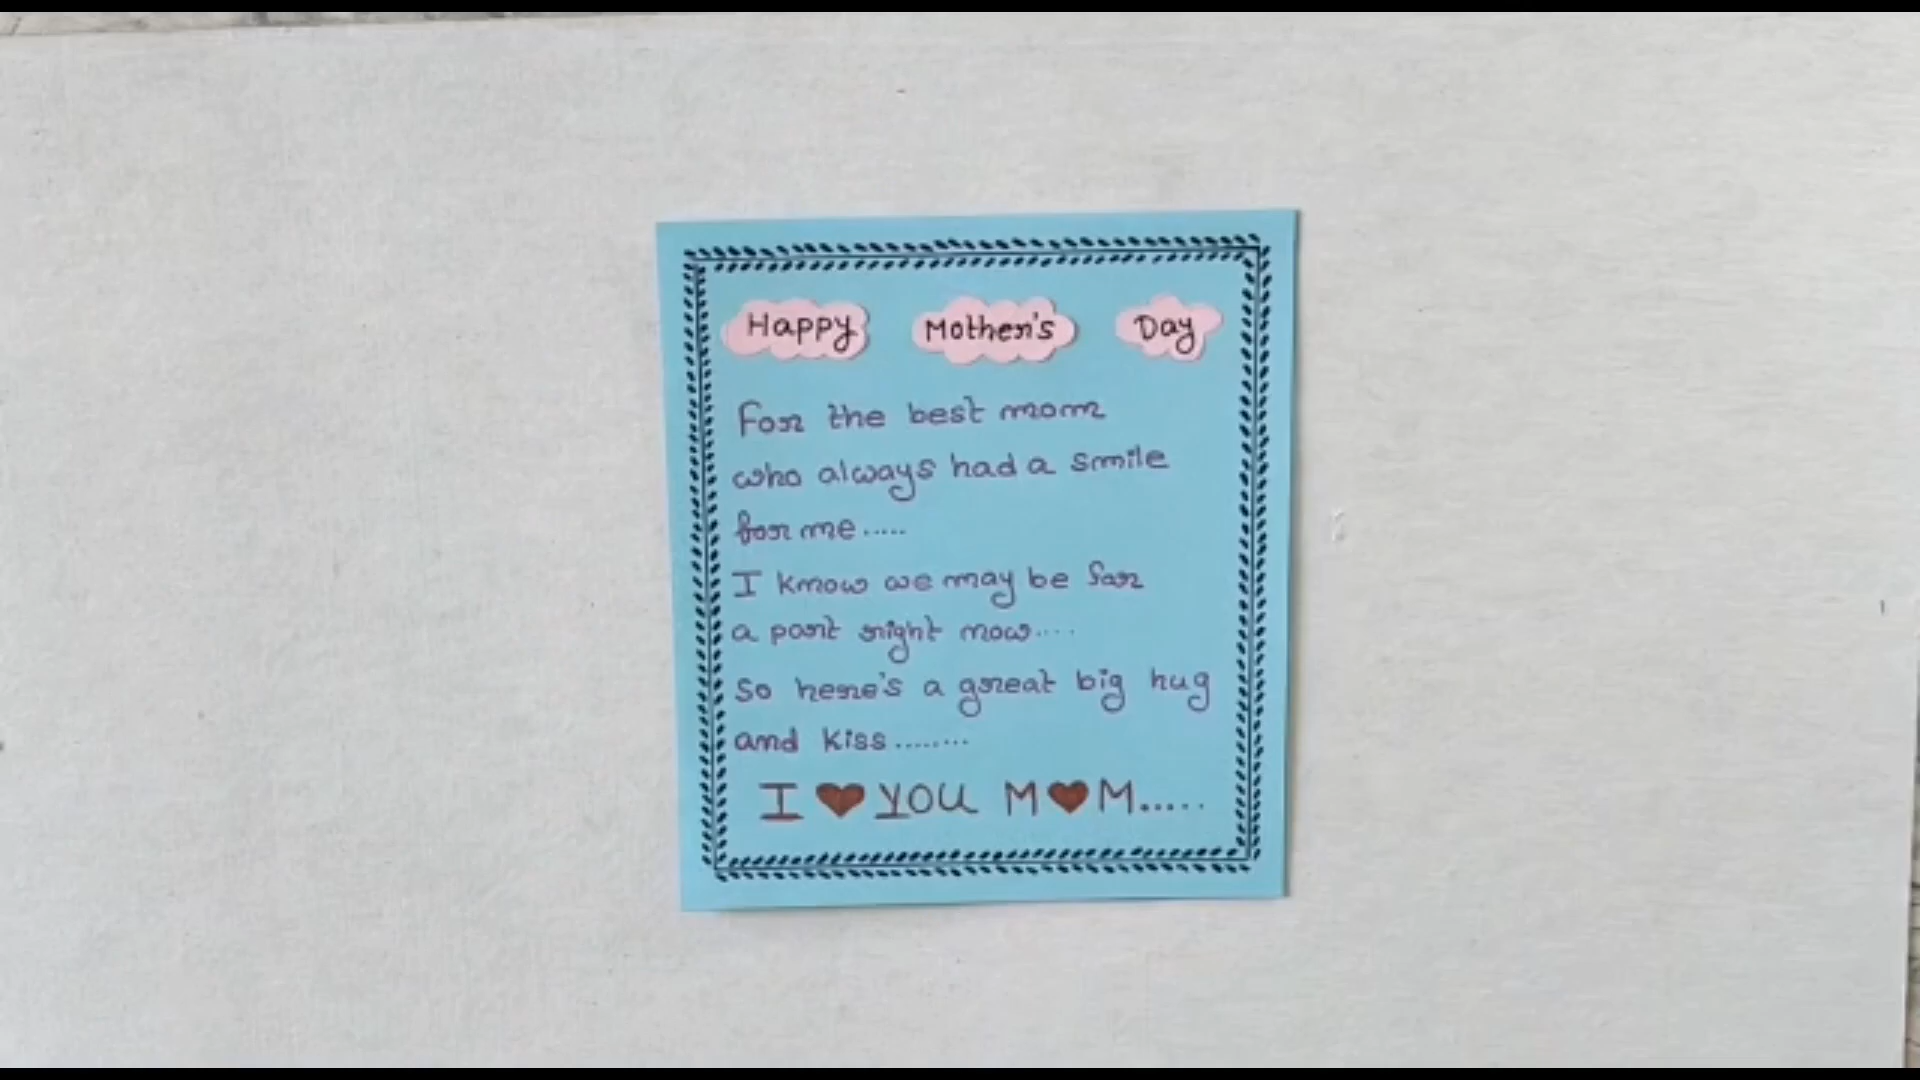 Happy Mother's Day
For the best mom
who always had a smile
for me.....
I know we may be far
a part right now....
So here's a great big hug
and kiss........
I ♥ YOU M♥M.....